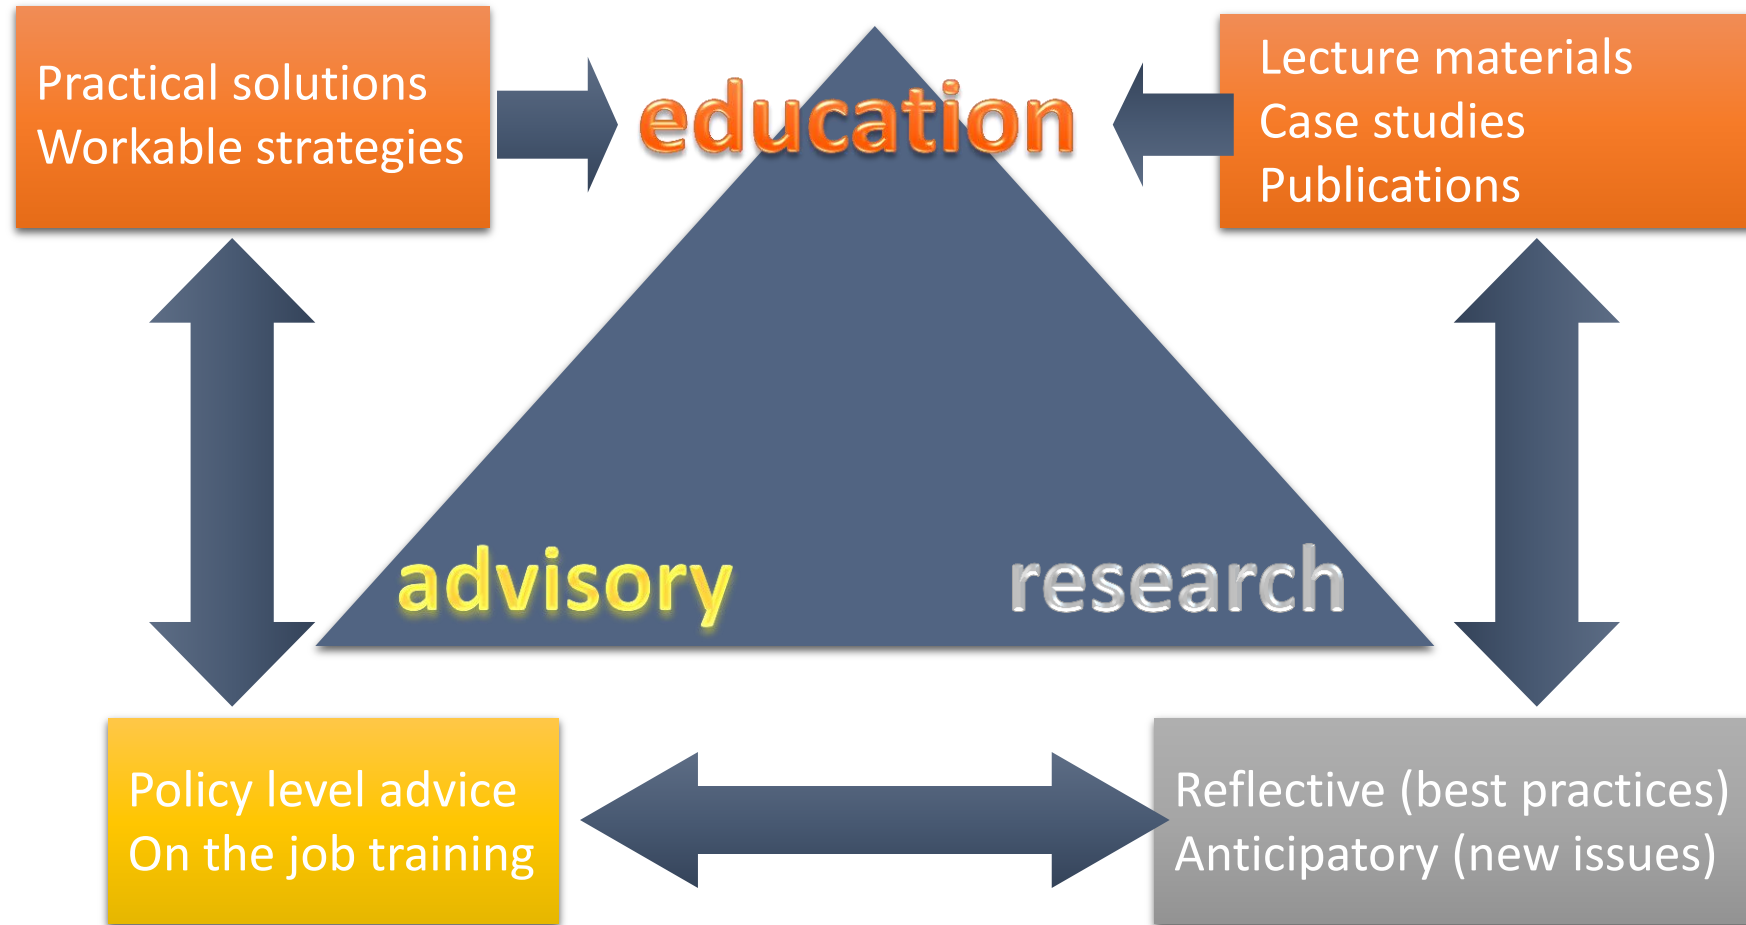 Practical solutions
Workable strategies
education
Lecture materials
Case studies
Publications
advisory
research
Policy level advice
On the job training
Reflective (best practices)
Anticipatory (new issues)